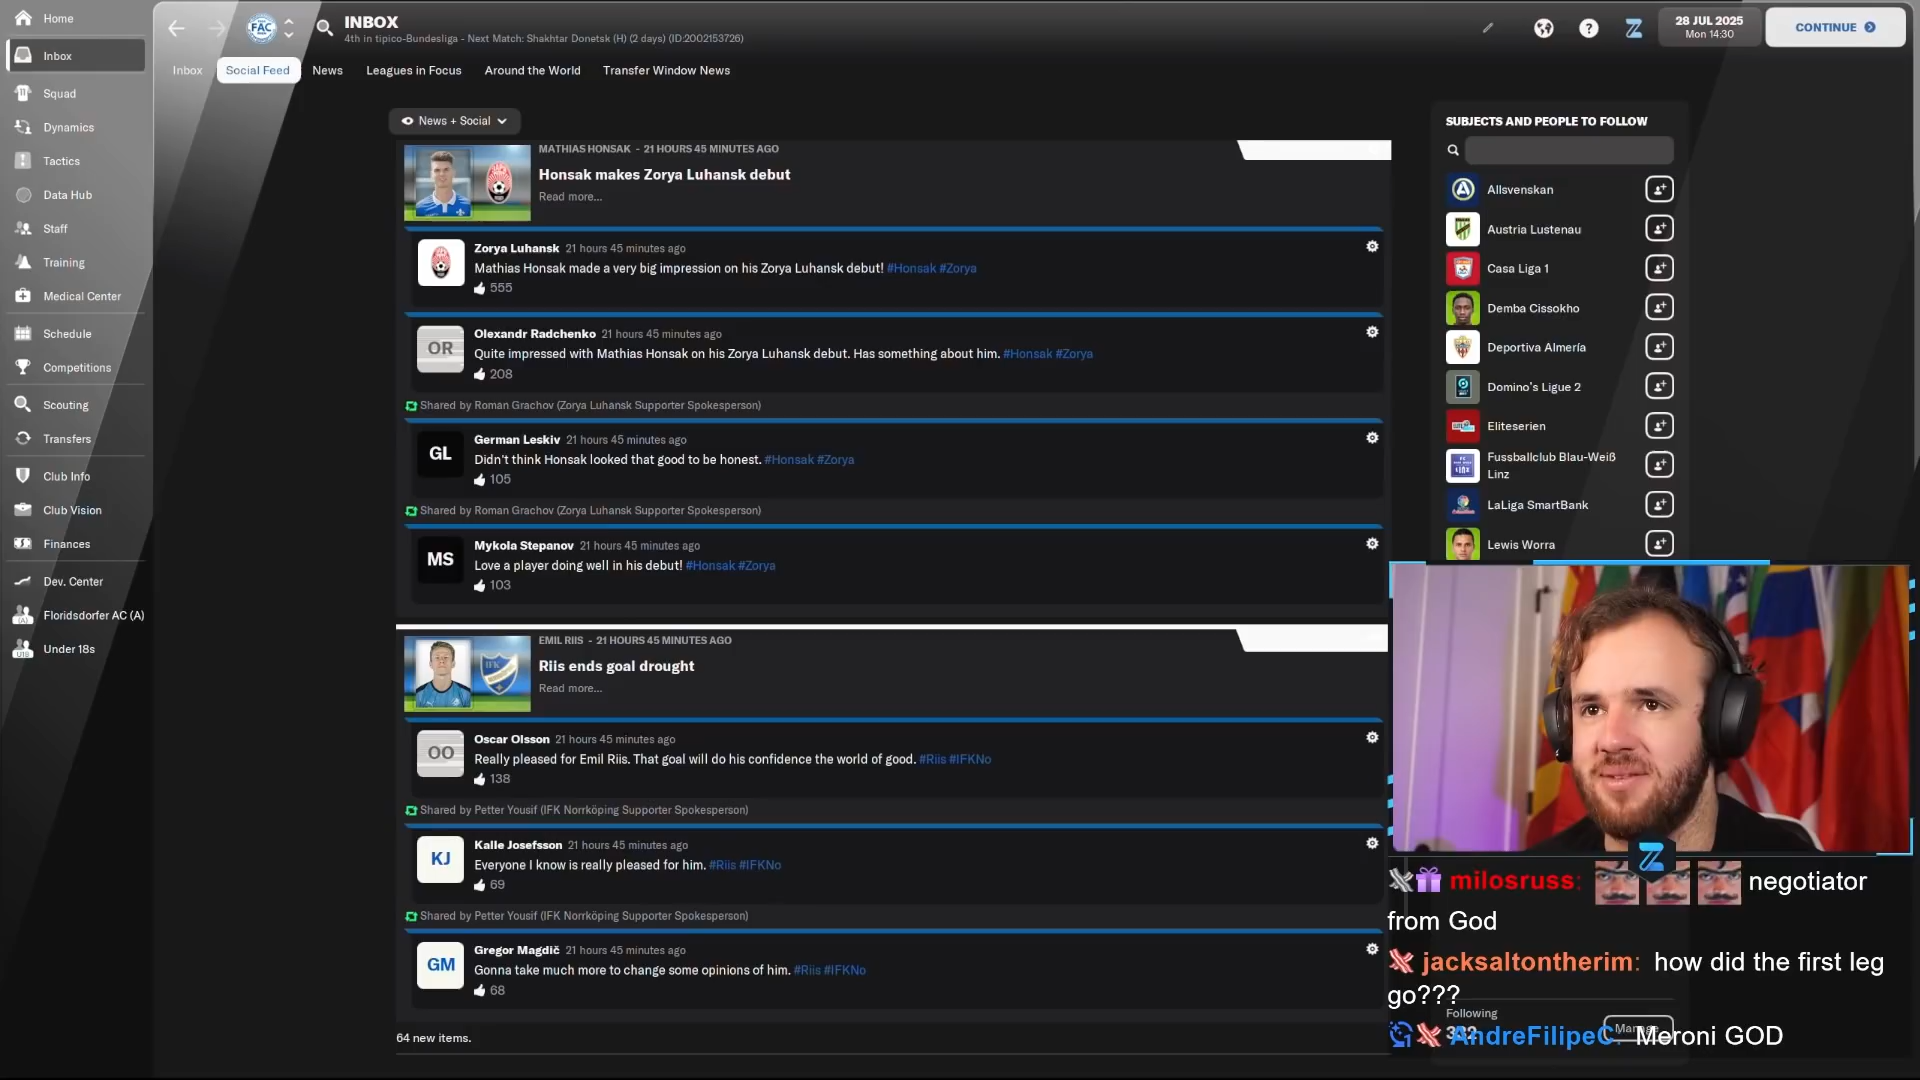 Home
Inbox
Squad
Dynamics
Tactics
Data Hub
Staff
Training
Medical Center
Schedule
Competitions
Scouting
Transfers
Club Info
Club Vision
Finances
Dev. Center
Floridsdorfer AC (A)
Under 18s
FAC
INBOX
4th in tipico-Bundesliga - Next Match: Shakhtar Donetsk (H) (2 days) (ID:2002153726)
28 JUL 2025
Mon 14:30
CONTINUE
Inbox
Social Feed
News
Leagues in Focus
Around the World
Transfer Window News
News + Social
MATHIAS HONSAK - 21 HOURS 45 MINUTES AGO
Honsak makes Zorya Luhansk debut
Read more...
Zorya Luhansk 21 hours 45 minutes ago
Mathias Honsak made a very big impression on his Zorya Luhansk debut! #Honsak #Zorya
555
OR
Olexandr Radchenko 21 hours 45 minutes ago
Quite impressed with Mathias Honsak on his Zorya Luhansk debut. Has something about him. #Honsak #Zorya
208
Shared by Roman Grachov (Zorya Luhansk Supporter Spokesperson)
GL
German Leskiv 21 hours 45 minutes ago
Didn't think Honsak looked that good to be honest. #Honsak #Zorya
105
Shared by Roman Grachov (Zorya Luhansk Supporter Spokesperson)
MS
Mykola Stepanov 21 hours 45 minutes ago
Love a player doing well in his debut! #Honsak #Zorya
103
EMIL RIIS - 21 HOURS 45 MINUTES AGO
Riis ends goal drought
Read more...
IFK
OO
Oscar Olsson 21 hours 45 minutes ago
Really pleased for Emil Riis. That goal will do his confidence the world of good. #Riis #IFKNo
138
Shared by Petter Yousif (IFK Norrköping Supporter Spokesperson)
KJ
Kalle Josefsson 21 hours 45 minutes ago
Everyone I know is really pleased for him. #Riis #IFKNo
69
Shared by Petter Yousif (IFK Norrköping Supporter Spokesperson)
GM
Gregor Magdič 21 hours 45 minutes ago
Gonna take much more to change some opinions of him. #Riis #IFKNo
68
64 new items.
SUBJECTS AND PEOPLE TO FOLLOW
Allsvenskan
Austria Lustenau
Casa Liga 1
Demba Cissokho
Deportiva Almería
Domino's Ligue 2
Eliteserien
Fussballclub Blau-Weiß
Linz
LaLiga SmartBank
Lewis Worra
milosruss: negotiator
from God
jacksaltontherim: how did the first leg
go???
Following
Manage
AndreFilipeC: Meroni GOD